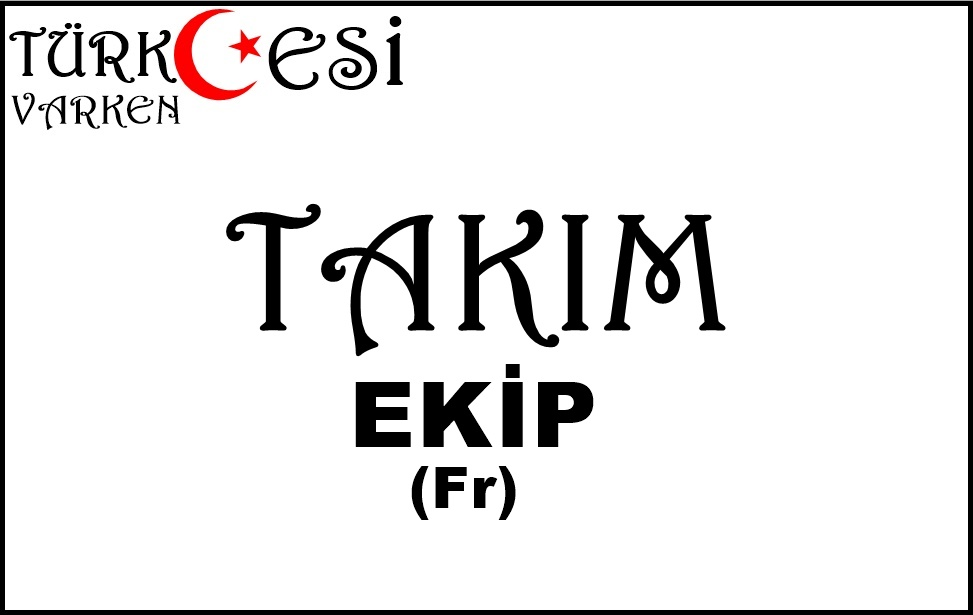 TÜRKÇESİ
VARKEN
TAKIM
EKİP
(Fr)